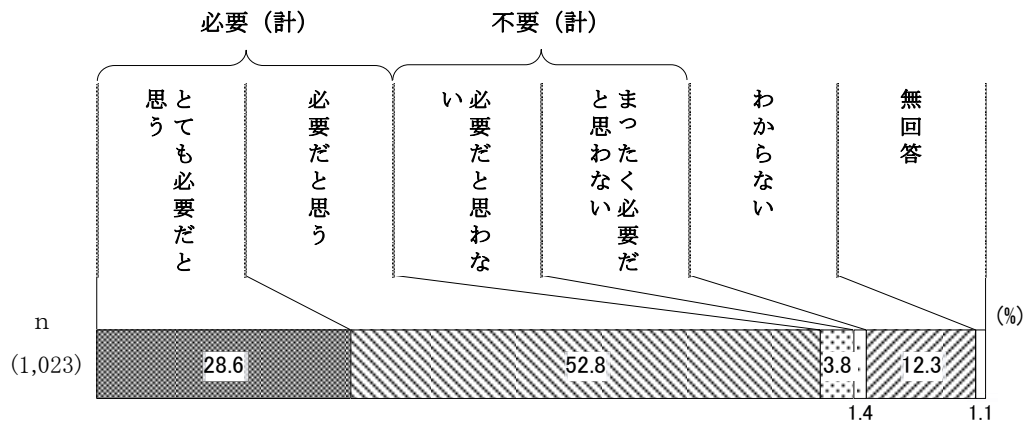 必要（計）
不要（計）
とても必要だと
思う
必要だと思う
必要だと思わな
い
まったく必要だ
と思わない
わからない
無回答
(%)
n
(1,023)
28.6
52.8
3.8
12.3
1.4
1.1